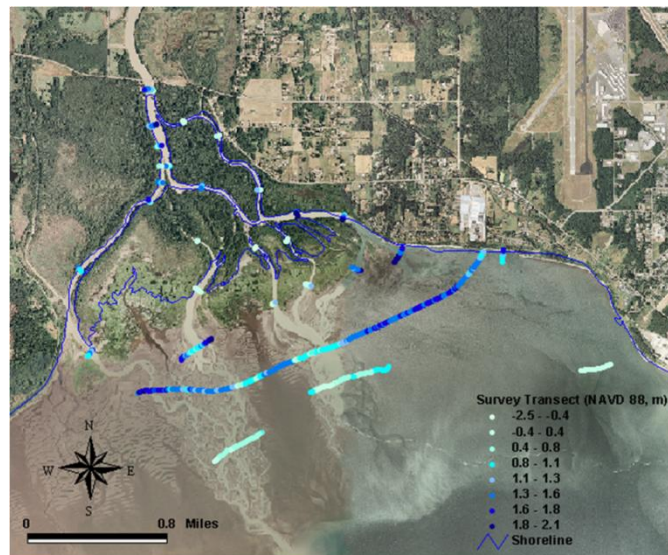 Survey Transect (NAVD 88, m)
-2.5 - -0.4
-0.4 - 0.4
0.4 - 0.8
0.8 - 1.1
1.1 - 1.3
1.3 - 1.6
1.6 - 1.8
1.8 - 2.1
Shoreline
N
W E
S
0 0.8 Miles